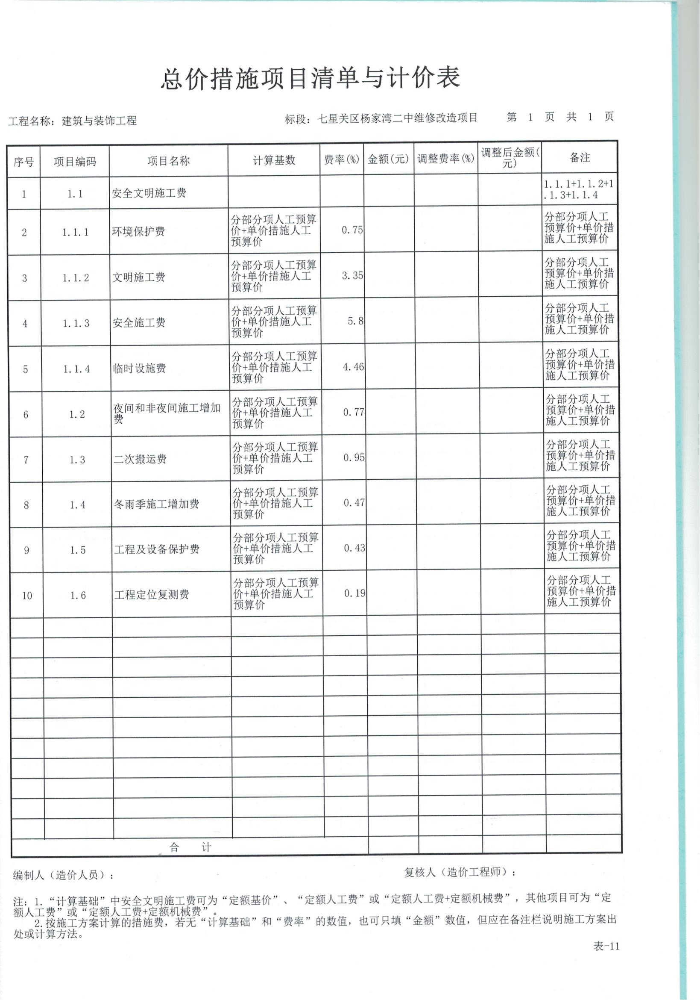 总价措施项目清单与计价表
工程名称：建筑与装饰工程 标段：七星关区杨家湾二中维修改造项目 第 1 页 共 1 页
序号 项目编码 项目名称 计算基数 费率(%) 金额(元) 调整费率(%) 调整后金额(
元) 备注
1 1.1 安全文明施工费 1.1.1+1.1.2+1
.1.3+1.1.4
2 1.1.1 环境保护费 分部分项人工预算
价+单价措施人工
预算价 0.75 分部分项人工
预算价+单价措
施人工预算价
3 1.1.2 文明施工费 分部分项人工预算
价+单价措施人工
预算价 3.35 分部分项人工
预算价+单价措
施人工预算价
4 1.1.3 安全施工费 分部分项人工预算
价+单价措施人工
预算价 5.8 分部分项人工
预算价+单价措
施人工预算价
5 1.1.4 临时设施费 分部分项人工预算
价+单价措施人工
预算价 4.46 分部分项人工
预算价+单价措
施人工预算价
6 1.2 夜间和非夜间施工增加
费 分部分项人工预算
价+单价措施人工
预算价 0.77 分部分项人工
预算价+单价措
施人工预算价
7 1.3 二次搬运费 分部分项人工预算
价+单价措施人工
预算价 0.95 分部分项人工
预算价+单价措
施人工预算价
8 1.4 冬雨季施工增加费 分部分项人工预算
价+单价措施人工
预算价 0.47 分部分项人工
预算价+单价措
施人工预算价
9 1.5 工程及设备保护费 分部分项人工预算
价+单价措施人工
预算价 0.43 分部分项人工
预算价+单价措
施人工预算价
10 1.6 工程定位复测费 分部分项人工预算
价+单价措施人工
预算价 0.19 分部分项人工
预算价+单价措
施人工预算价
合 计
编制人（造价人员）： 复核人（造价工程师）：
注：1.“计算基础”中安全文明施工费可为“定额基价”、“定额人工费”或“定额人工费+定额机械费”，其他项目可为“定
额人工费”或“定额人工费+定额机械费”。
2.按施工方案计算的措施费，若无“计算基础”和“费率”的数值，也可只填“金额”数值，但应在备注栏说明施工方案出
处或计算方法。
表-11